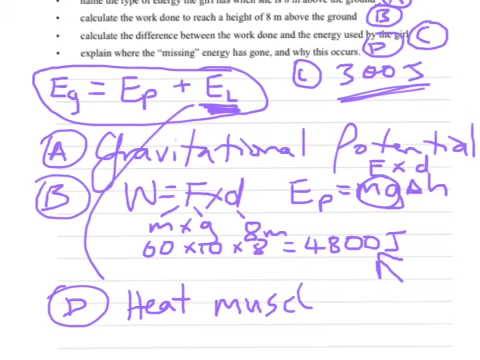 • calculate the work done to reach a height of 8 m above the ground B
• calculate the difference between the work done and the energy used by the girl C
• explain where the "missing" energy has gone, and why this occurs. D
Eg = Ep + EL
C 300J
A Gravitational Potential
F x d
B W = F x d Ep = mg Δh
m x g 8m
60 x 10 x 8 = 4800J
D Heat muscl